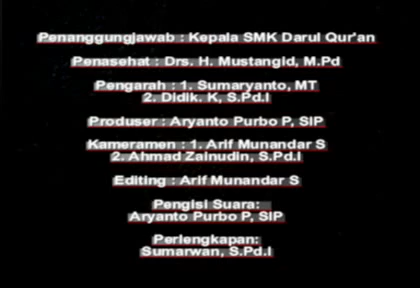 Penanggungjawab : Kepala SMK Darul Qur'an
Penasehat : Drs. H. Mustangid, M.Pd
Pengarah : 1. Sumaryanto, MT
2. Didik. K, S.Pd.I
Produser : Aryanto Purbo P, SIP
Kameramen : 1. Arif Munandar S
2. Ahmad Zainudin, S.Pd.I
Editing : Arif Munandar S
Pengisi Suara:
Aryanto Purbo P, SIP
Perlengkapan:
Sumarwan, S.Pd.I